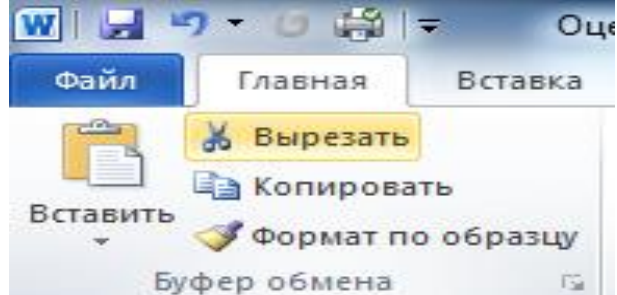 W Оце
Файл Главная Вставка
Вырезать
Копировать
Вставить
Формат по образцу
Буфер обмена